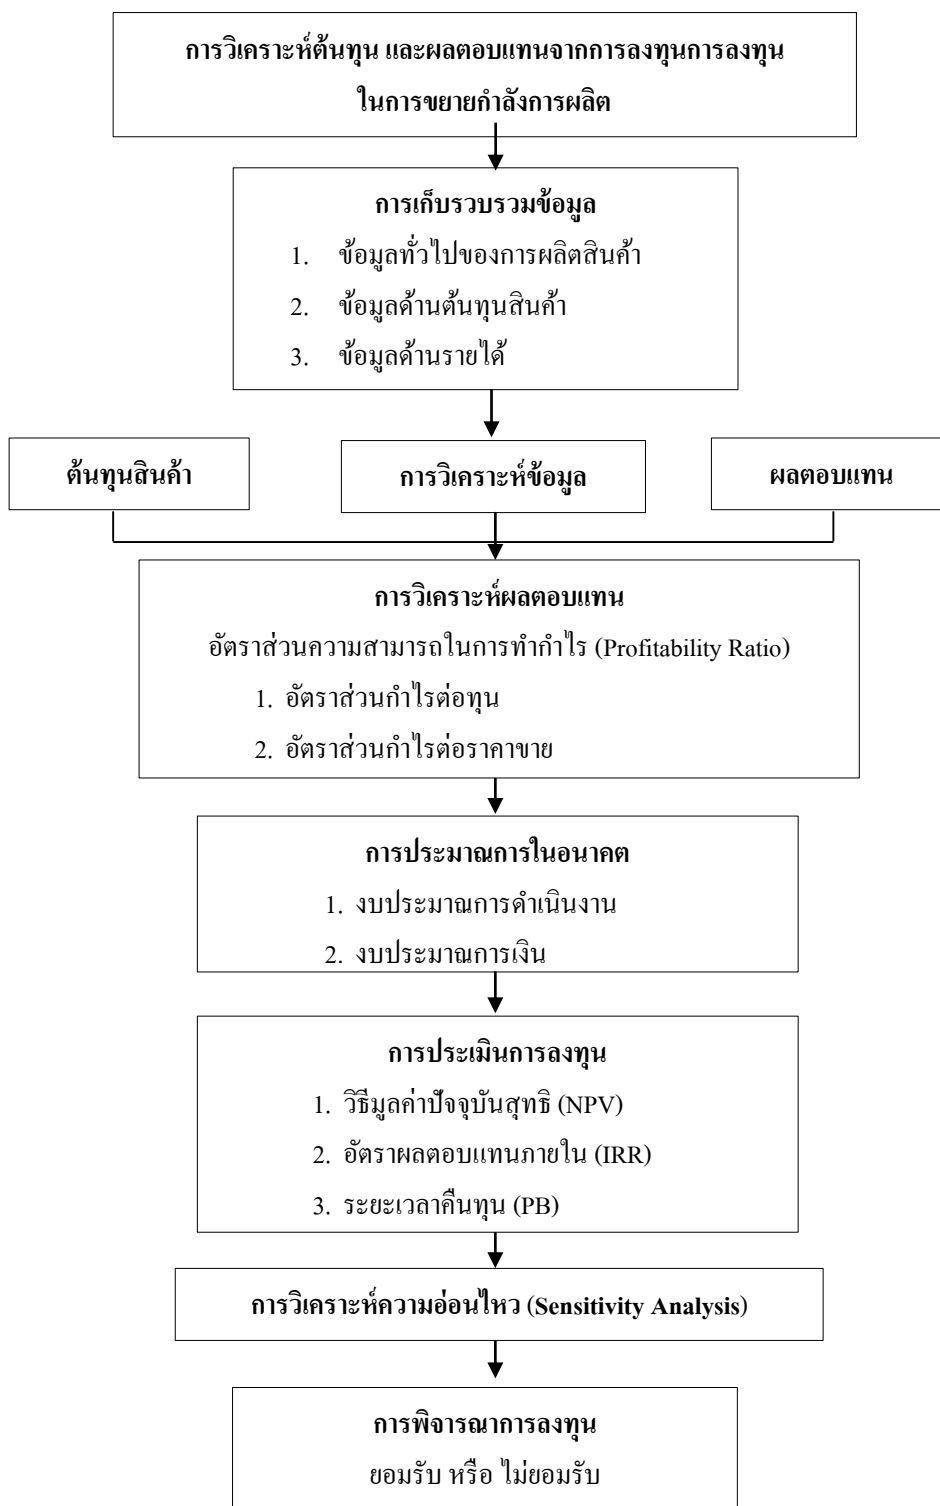 การวิเคราะห์ต้นทุน และผลตอบแทนจากการลงทุนการลงทุน
ในการขยายกำลังการผลิต
การเก็บรวบรวมข้อมูล
1. ข้อมูลทั่วไปของการผลิตสินค้า
2. ข้อมูลด้านต้นทุนสินค้า
3. ข้อมูลด้านรายได้
ต้นทุนสินค้า
การวิเคราะห์ข้อมูล
ผลตอบแทน
การวิเคราะห์ผลตอบแทน
อัตราส่วนความสามารถในการทำกำไร (Profitability Ratio)
1. อัตราส่วนกำไรต่อทุน
2. อัตราส่วนกำไรต่อราคาขาย
การประมาณการในอนาคต
1. งบประมาณการดำเนินงาน
2. งบประมาณการเงิน
การประเมินการลงทุน
1. วิธีมูลค่าปัจจุบันสุทธิ (NPV)
2. อัตราผลตอบแทนภายใน (IRR)
3. ระยะเวลาคืนทุน (PB)
การวิเคราะห์ความอ่อนไหว (Sensitivity Analysis)
การพิจารณาการลงทุน
ยอมรับ หรือ ไม่ยอมรับ